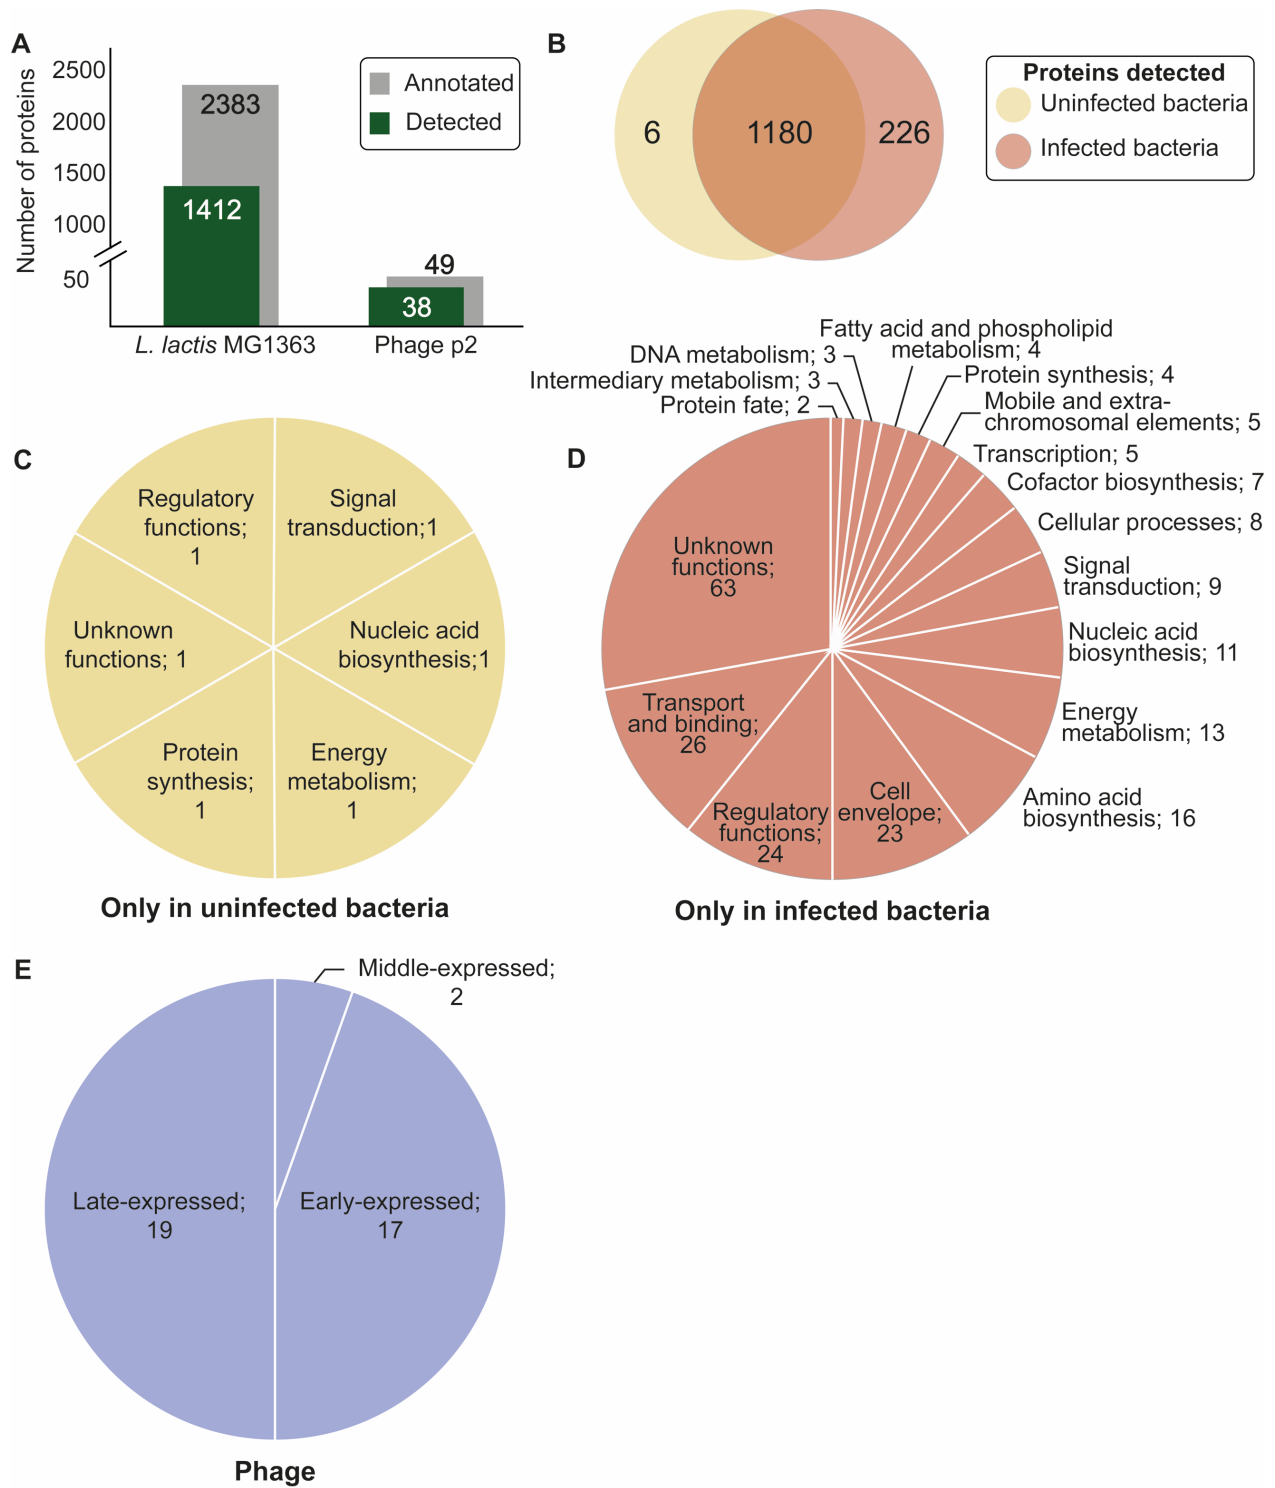 A
Number of proteins
2500
2000
1500
1000
50
2383
1412
49
38
L. lactis MG1363
Phage p2
Annotated
Detected
B
6
1180
226
Proteins detected
Uninfected bacteria
Infected bacteria
C
Regulatory
functions;
1
Signal
transduction;1
Unknown
functions; 1
Nucleic acid
biosynthesis;1
Protein
synthesis;
1
Energy
metabolism;
1
Only in uninfected bacteria
D
Fatty acid and phospholipid
metabolism; 4
DNA metabolism; 3
Intermediary metabolism; 3
Protein fate; 2
Protein synthesis; 4
Mobile and extra-
chromosomal elements; 5
Transcription; 5
Cofactor biosynthesis; 7
Cellular processes; 8
Signal
transduction; 9
Nucleic acid
biosynthesis; 11
Energy
metabolism; 13
Amino acid
biosynthesis; 16
Cell
envelope;
23
Regulatory
functions;
24
Transport
and binding;
26
Unknown
functions;
63
Only in infected bacteria
E
Middle-expressed;
2
Late-expressed;
19
Early-expressed;
17
Phage